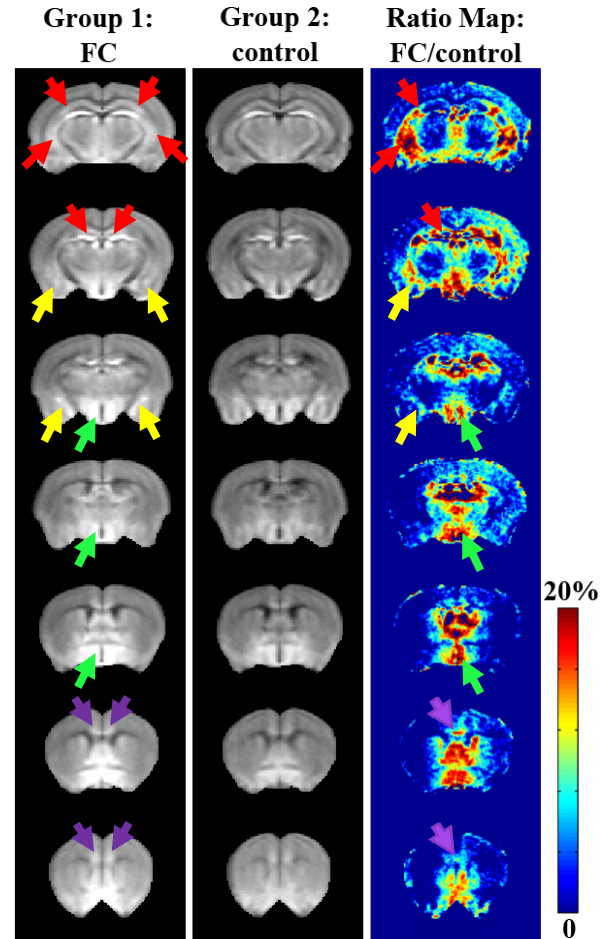 Group 1:
FC
Group 2:
control
Ratio Map:
FC/control
20%
0